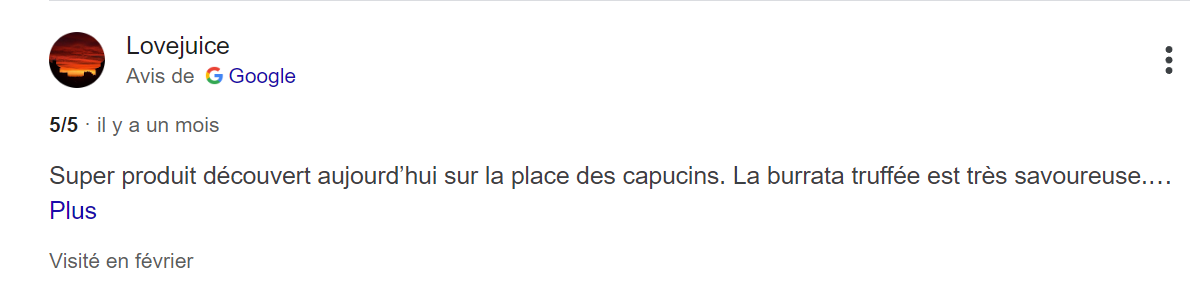 Lovejuice
Avis de Google
5/5 · il y a un mois
Super produit découvert aujourd’hui sur la place des capucins. La burrata truffée est très savoureuse.…
Plus
Visité en février